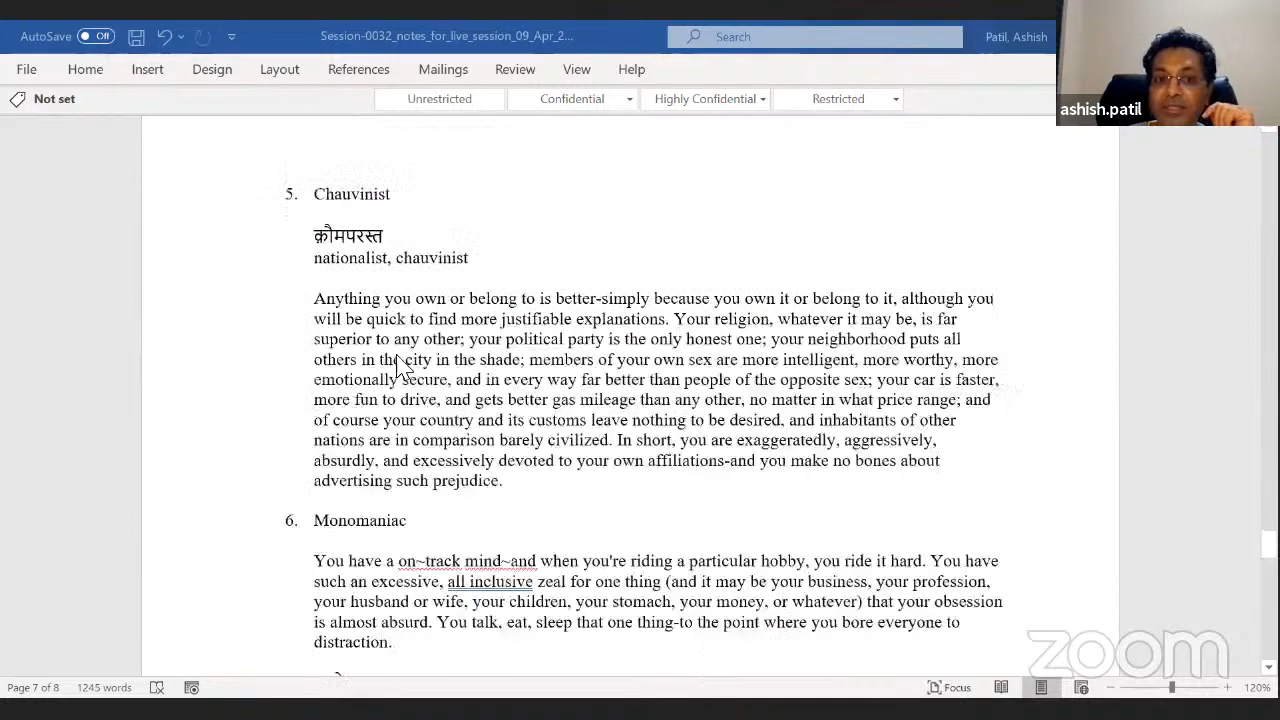 AutoSave Off
Session-0032_notes_for_live_session_09_Apr_2...
Search
Patil, Ashish
File Home Insert Design Layout References Mailings Review View Help
Not set Unrestricted Confidential Highly Confidential Restricted
ashish.patil
5. Chauvinist
क़ौमपरस्त
nationalist, chauvinist
Anything you own or belong to is better-simply because you own it or belong to it, although you
will be quick to find more justifiable explanations. Your religion, whatever it may be, is far
superior to any other; your political party is the only honest one; your neighborhood puts all
others in the city in the shade; members of your own sex are more intelligent, more worthy, more
emotionally secure, and in every way far better than people of the opposite sex; your car is faster,
more fun to drive, and gets better gas mileage than any other, no matter in what price range; and
of course your country and its customs leave nothing to be desired, and inhabitants of other
nations are in comparison barely civilized. In short, you are exaggeratedly, aggressively,
absurdly, and excessively devoted to your own affiliations-and you make no bones about
advertising such prejudice.
6. Monomaniac
You have a on~track mind~and when you're riding a particular hobby, you ride it hard. You have
such an excessive, all inclusive zeal for one thing (and it may be your business, your profession,
your husband or wife, your children, your stomach, your money, or whatever) that your obsession
is almost absurd. You talk, eat, sleep that one thing-to the point where you bore everyone to
distraction.
zoom
Page 7 of 8 1245 words Focus 120%